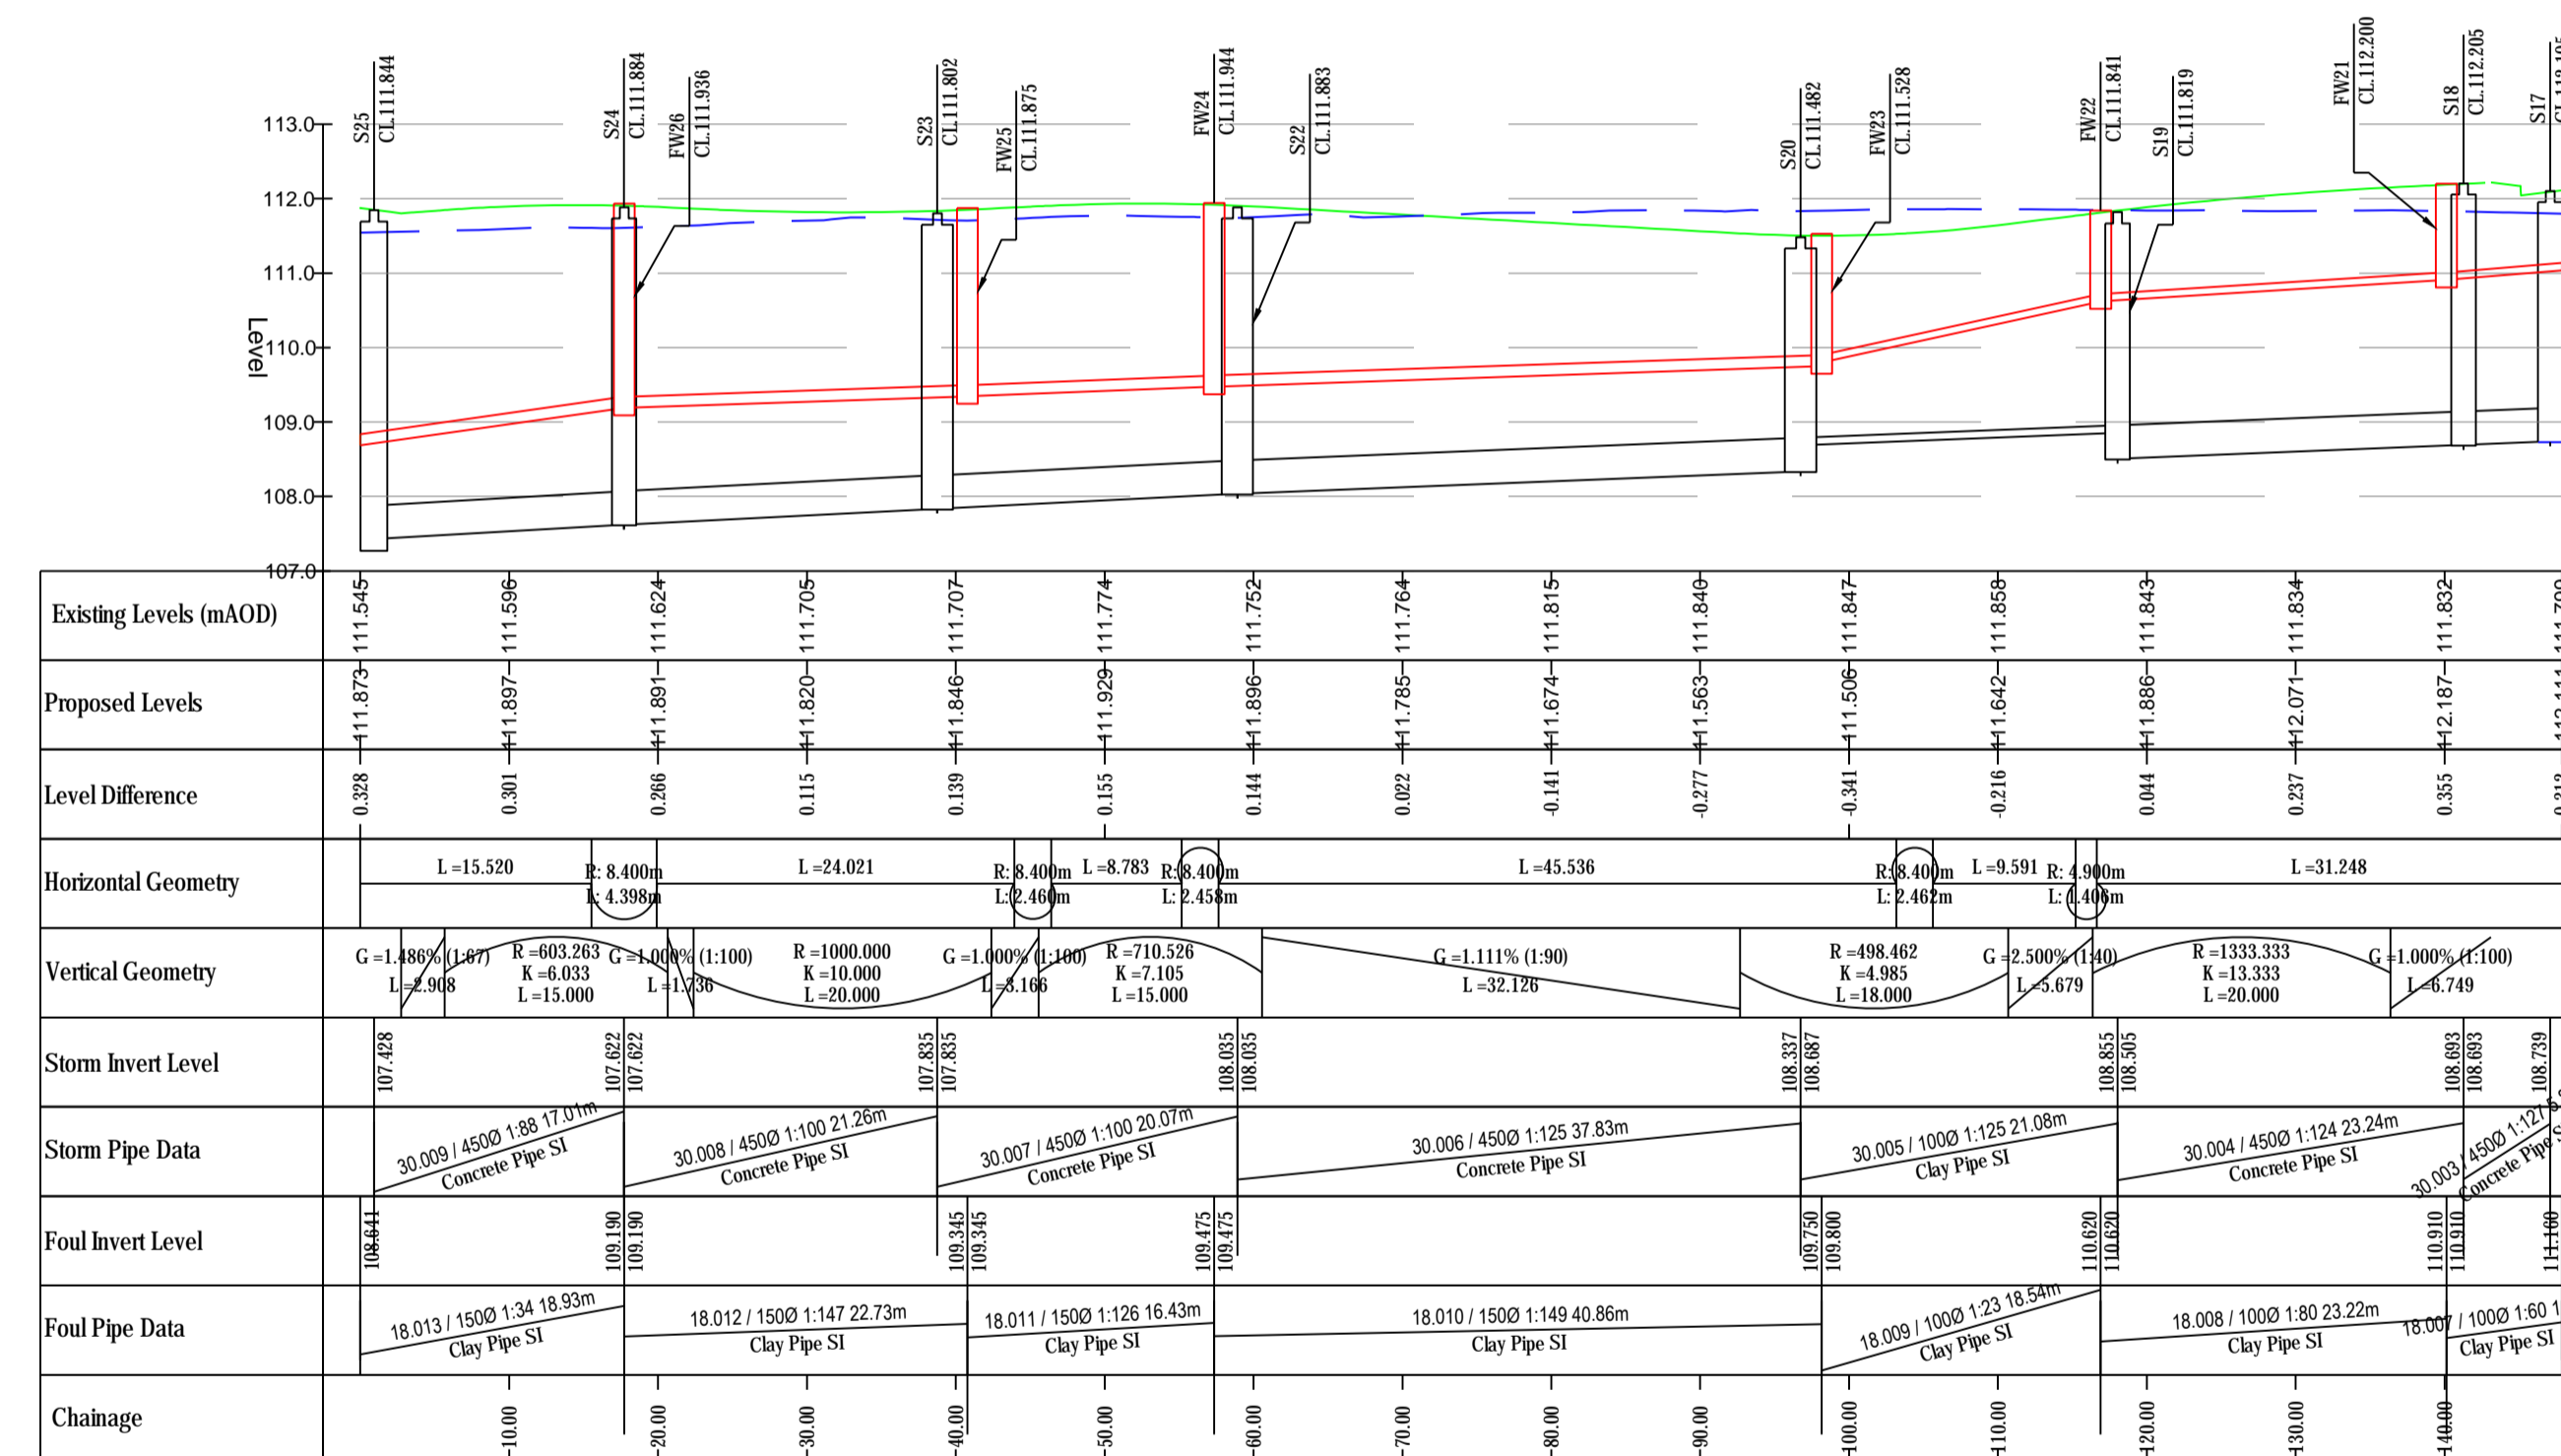 S25
CL.111.844
S24
CL.111.884
FW26
CL.111.936
S23
CL.111.802
FW25
CL.111.875
FW24
CL.111.944
S22
CL.111.883
S20
CL.111.482
FW23
CL.111.528
FW22
CL.111.841
S19
CL.111.819
FW21
CL.112.200
S18
CL.112.205
S17
113.0
112.0
111.0
110.0
109.0
108.0
107.0
Level
Existing Levels (mAOD)
111.545
111.596
111.624
111.705
111.707
111.774
111.752
111.764
111.815
111.840
111.847
111.858
111.843
111.834
111.832
Proposed Levels
111.873
111.897
111.891
111.820
111.846
111.929
111.896
111.785
111.674
111.563
111.506
111.642
111.886
112.071
112.187
Level Difference
0.328
0.301
0.266
0.115
0.139
0.155
0.144
0.022
-0.141
-0.277
-0.341
-0.216
0.044
0.237
0.355
Horizontal Geometry
L =15.520
R: 8.400m
L: 4.398m
L =24.021
R: 8.400m
L: 2.460m
L =8.783
R: 8.400m
L: 2.458m
L =45.536
R: 8.400m
L: 2.462m
L =9.591
R: 4.900m
L: 1.406m
L =31.248
Vertical Geometry
G =1.486% (1:67)
L =2.908
R =603.263
K =6.033
L =15.000
G =1.000% (1:100)
L =1.736
R =1000.000
K =10.000
L =20.000
G =1.000% (1:100)
L =3.166
R =710.526
K =7.105
L =15.000
G =1.111% (1:90)
L =32.126
R =498.462
K =4.985
L =18.000
G =2.500% (1:40)
L =5.679
R =1333.333
K =13.333
L =20.000
G =1.000% (1:100)
L =6.749
Storm Invert Level
107.428
107.622
107.622
107.835
107.835
108.035
108.035
108.337
108.687
108.855
108.505
108.693
108.693
108.739
Storm Pipe Data
30.009 / 450Ø 1:88 17.01m
Concrete Pipe SI
30.008 / 450Ø 1:100 21.26m
Concrete Pipe SI
30.007 / 450Ø 1:100 20.07m
Concrete Pipe SI
30.006 / 450Ø 1:125 37.83m
Concrete Pipe SI
30.005 / 100Ø 1:125 21.08m
Clay Pipe SI
30.004 / 450Ø 1:124 23.24m
Concrete Pipe SI
30.003 / 450Ø 1:127
Concrete Pipe
Foul Invert Level
108.641
109.190
109.190
109.345
109.345
109.475
109.475
109.750
109.800
110.620
110.620
110.910
110.910
111.160
Foul Pipe Data
18.013 / 150Ø 1:34 18.93m
Clay Pipe SI
18.012 / 150Ø 1:147 22.73m
Clay Pipe SI
18.011 / 150Ø 1:126 16.43m
Clay Pipe SI
18.010 / 150Ø 1:149 40.86m
Clay Pipe SI
18.009 / 100Ø 1:23 18.54m
Clay Pipe SI
18.008 / 100Ø 1:80 23.22m
Clay Pipe SI
18.007 / 100Ø 1:60
Clay Pipe SI
Chainage
10.00
20.00
30.00
40.00
50.00
60.00
70.00
80.00
90.00
100.00
110.00
120.00
130.00
140.00